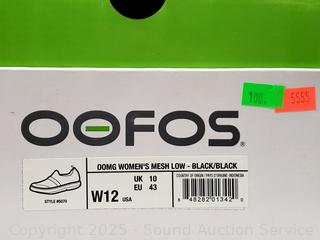 100.
5555
OOFOS®
OOMG WOMEN'S MESH LOW - BLACK/BLACK
STYLE #5070
W12 USA
UK 10
EU 43
COUNTRY OF ORIGIN / PAYS D'ORIGINE: INDONESIA
8 48282 01342 0
Copyright 2025 - Sound Auction Service